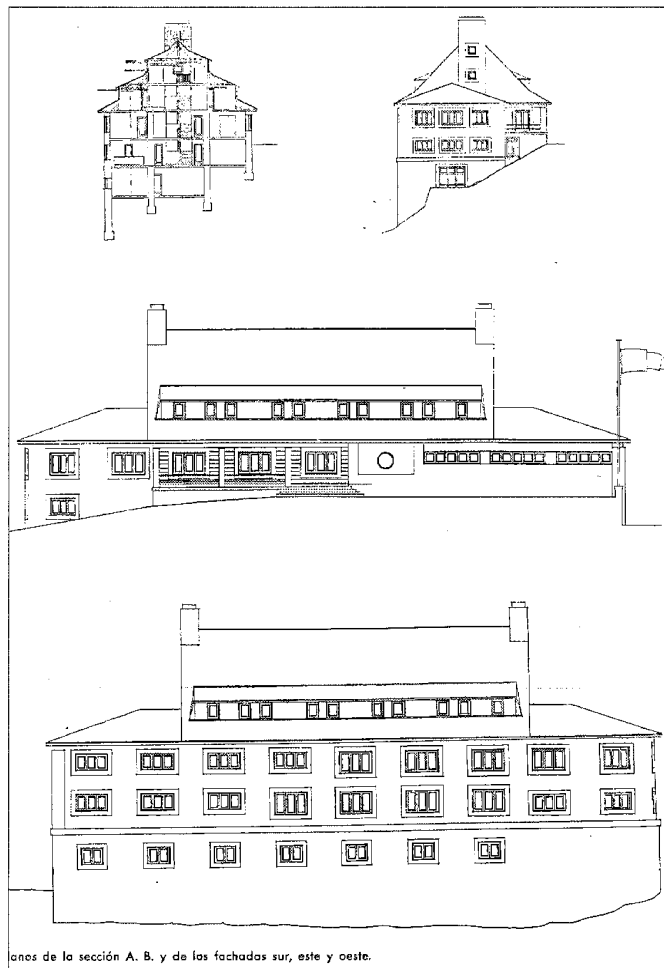 anos de la sección A. B. y de las fachadas sur, este y oeste.